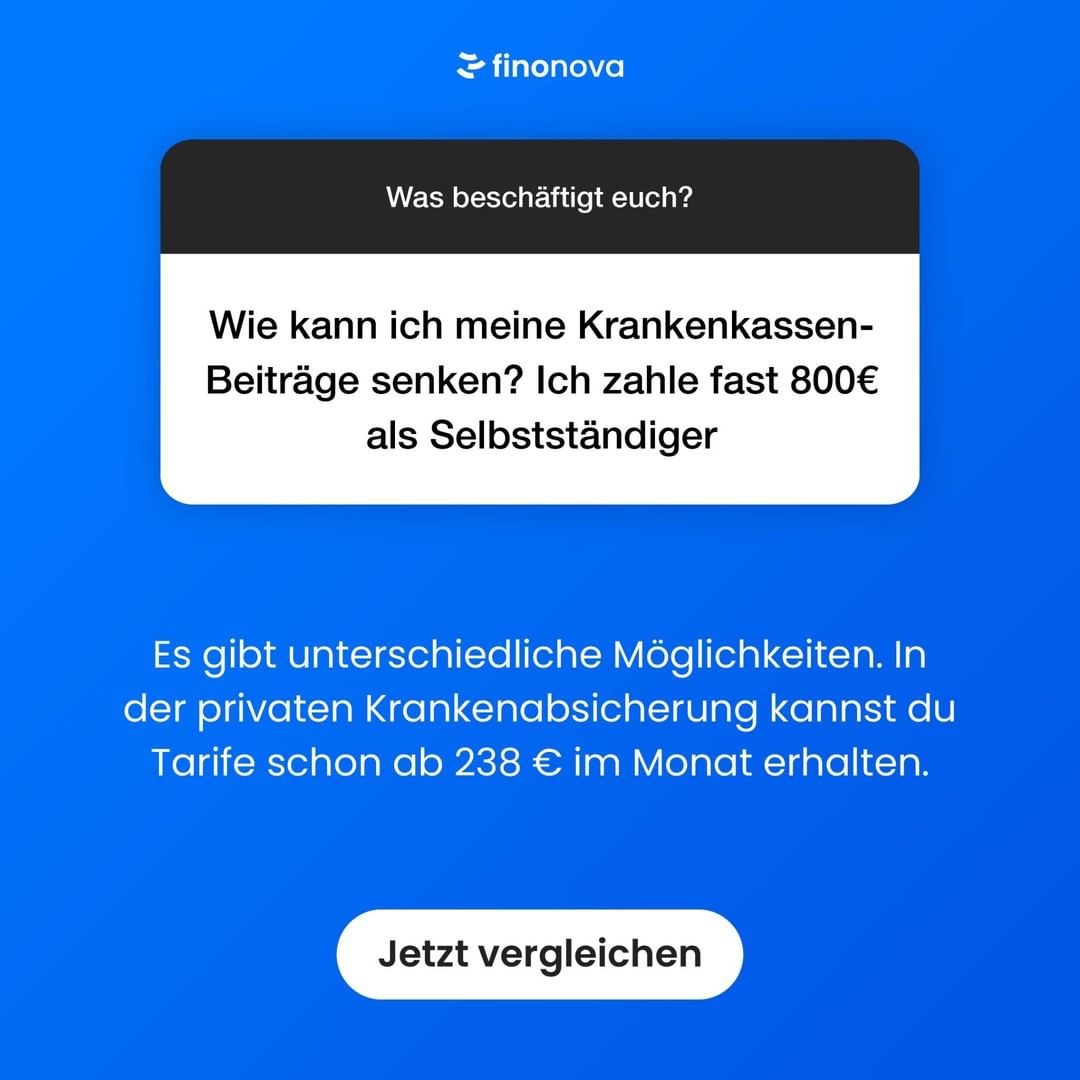 finonova
Was beschäftigt euch?
Wie kann ich meine Krankenkassen-
Beiträge senken? Ich zahle fast 800€
als Selbstständiger
Es gibt unterschiedliche Möglichkeiten. In
der privaten Krankenabsicherung kannst du
Tarife schon ab 238 € im Monat erhalten.
Jetzt vergleichen